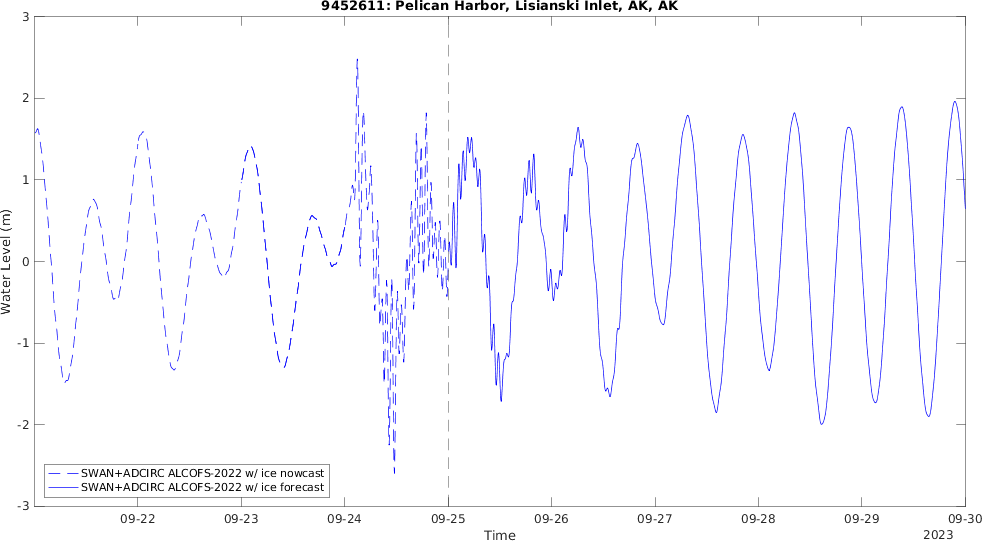 9452611: Pelican Harbor, Lisianski Inlet, AK, AK
3
2
1
0
-1
-2
-3
Water Level (m)
SWAN+ADCIRC ALCOFS-2022 w/ ice nowcast
SWAN+ADCIRC ALCOFS-2022 w/ ice forecast
09-22 09-23 09-24 09-25 09-26 09-27 09-28 09-29 09-30
Time
2023